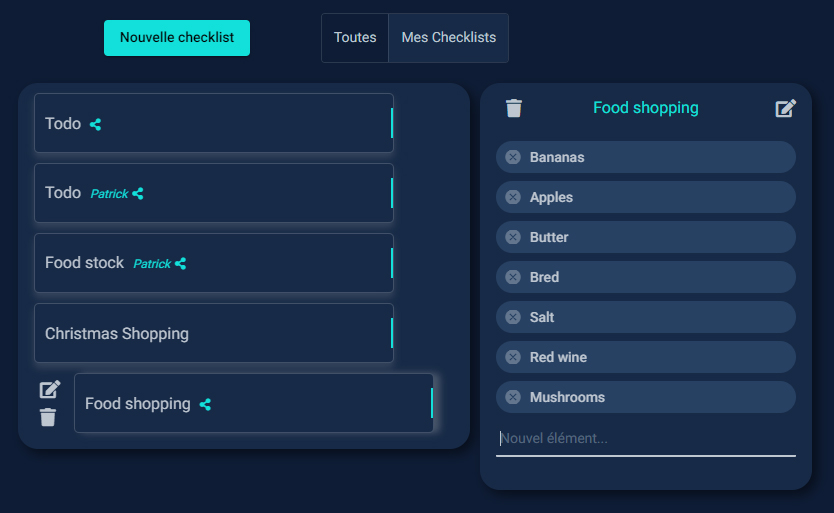 Nouvelle checklist
Toutes
Mes Checklists
Todo
Todo Patrick
Food stock Patrick
Christmas Shopping
Food shopping
Food shopping
Bananas
Apples
Butter
Bred
Salt
Red wine
Mushrooms
Nouvel élément...